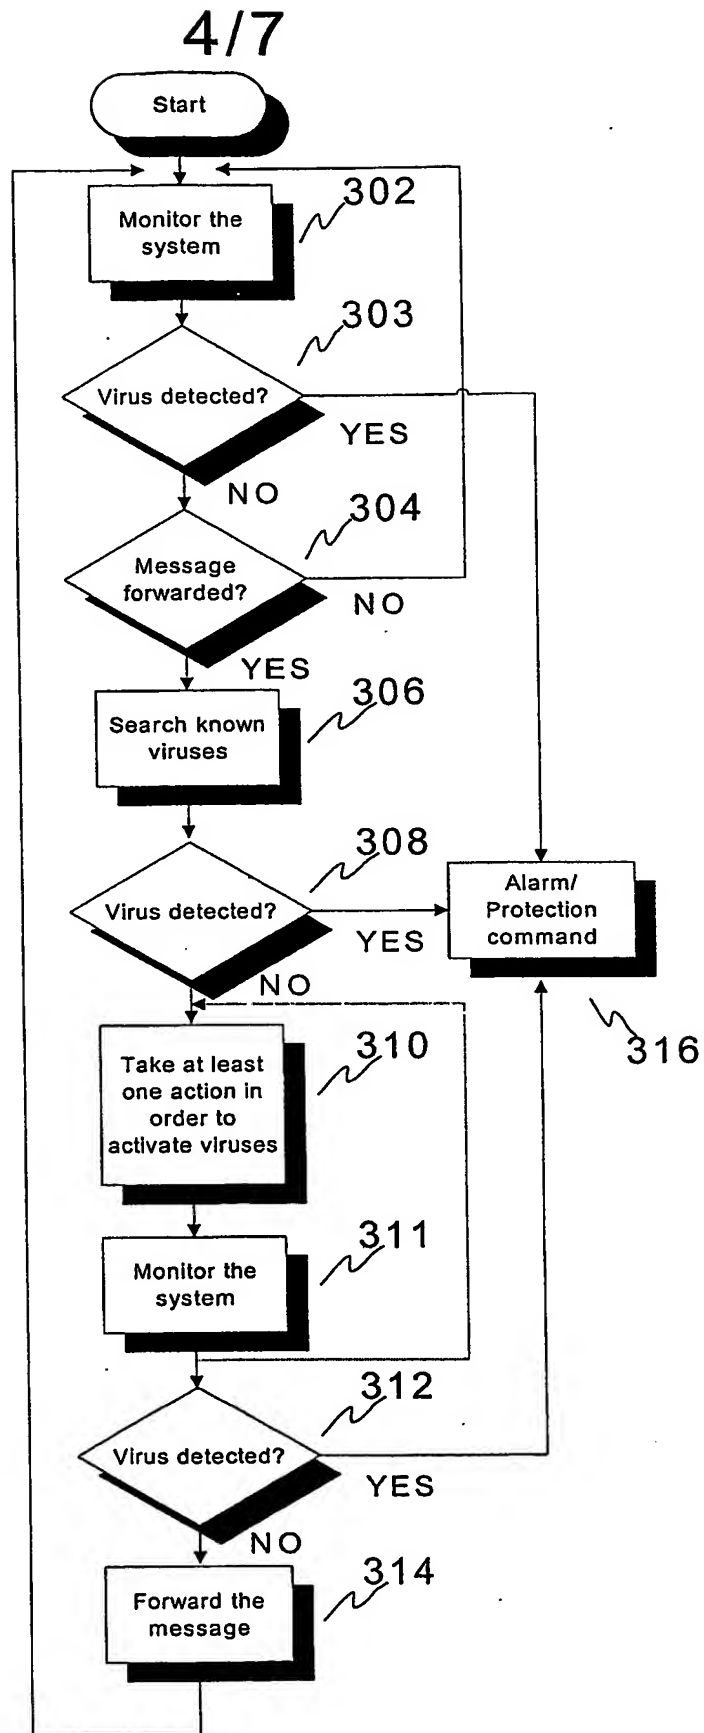 4/7
Start
302
Monitor the
system
303
Virus detected?
YES
NO
304
Message
forwarded?
NO
YES
306
Search known
viruses
308
Virus detected?
YES
Alarm/
Protection
command
NO
316
310
Take at least
one action in
order to
activate viruses
311
Monitor the
system
312
Virus detected?
YES
NO
314
Forward the
message